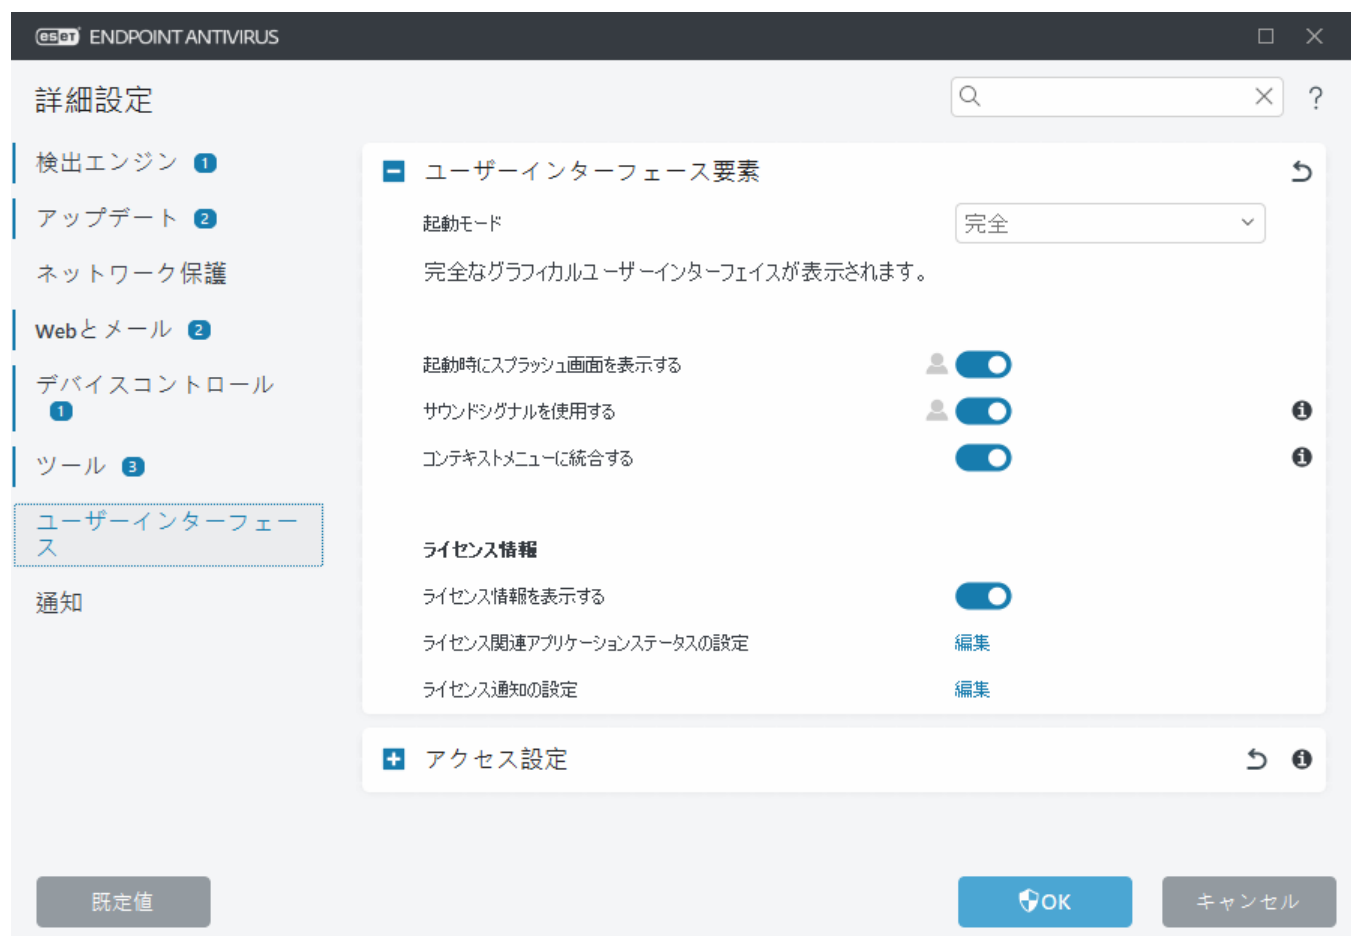 eset ENDPOINT ANTIVIRUS
詳細設定
?
検出エンジン 1
アップデート 2
ネットワーク保護
Webとメール 2
デバイスコントロール
1
ツール 3
ユーザーインターフェー
ス
通知
ユーザーインターフェース要素
起動モード 完全
完全なグラフィカルユーザーインターフェイスが表示されます。
起動時にスプラッシュ画面を表示する
サウンドシグナルを使用する
コンテキストメニューに統合する
ライセンス情報
ライセンス情報を表示する
ライセンス関連アプリケーションステータスの設定 編集
ライセンス通知の設定 編集
アクセス設定
既定値
OK
キャンセル